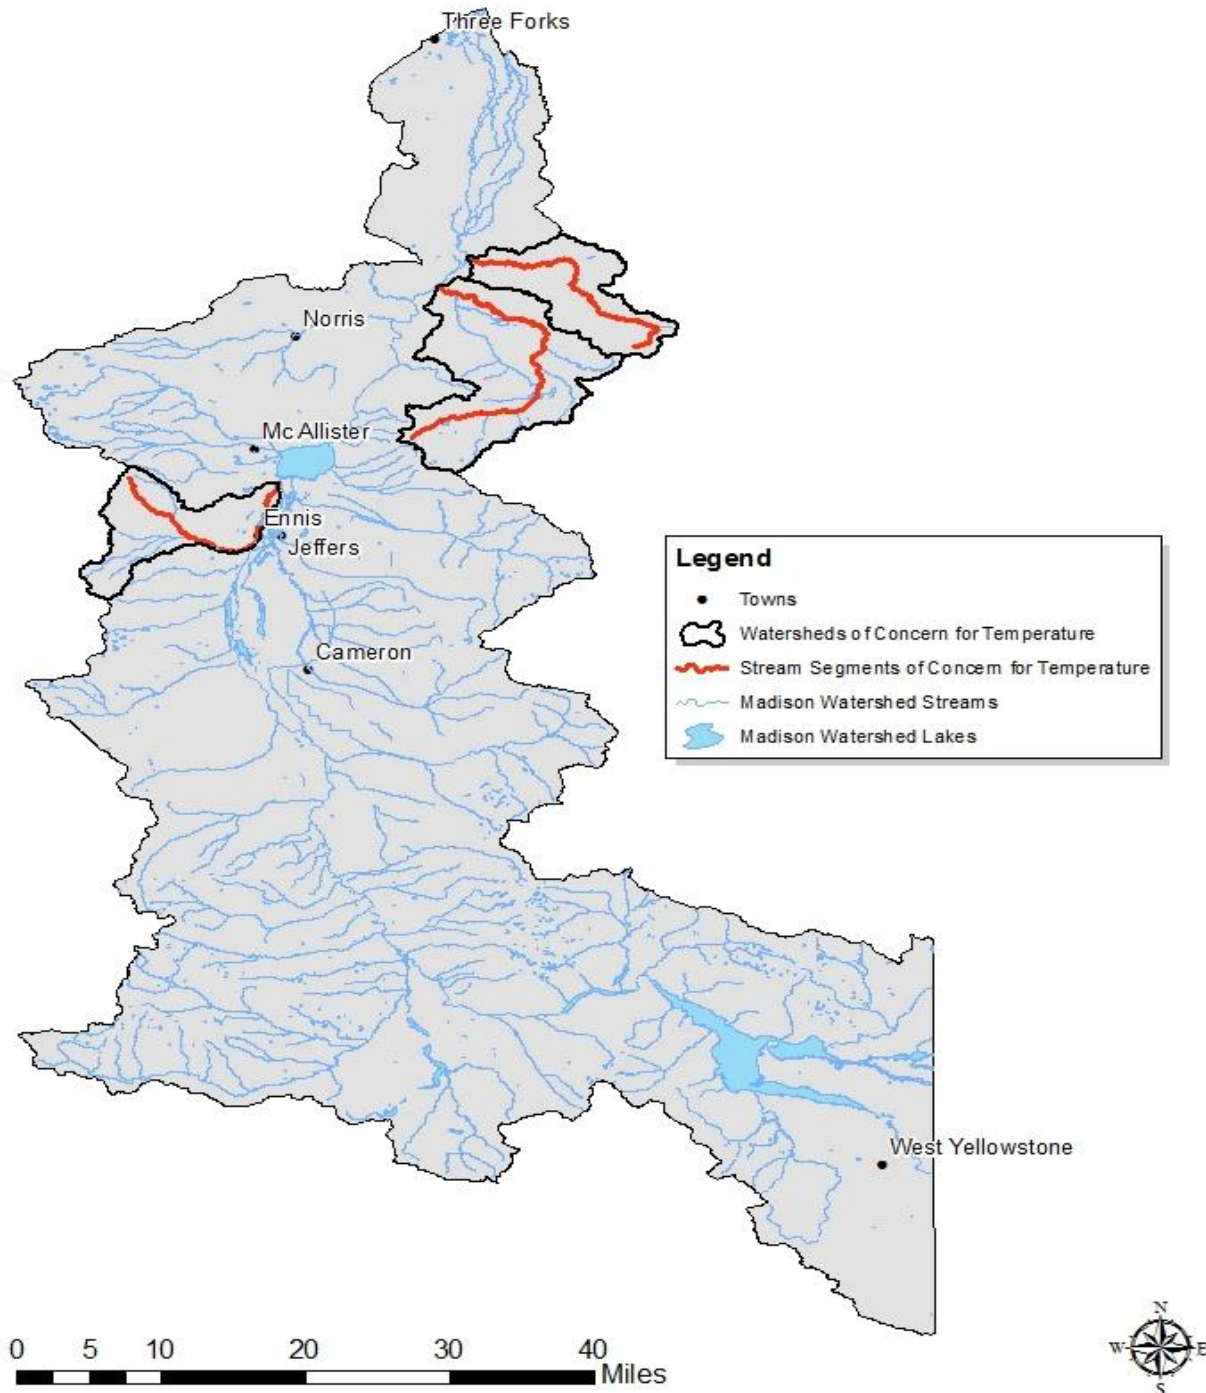 Three Forks
Norris
Mc Allister
Ennis
Jeffers
Legend
Towns
Watersheds of Concern for Temperature
Stream Segments of Concern for Temperature
Cameron
Madison Watershed Streams
Madison Watershed Lakes
West Yellowstone
N
W E
S
0 5 10 20 30 40
Miles